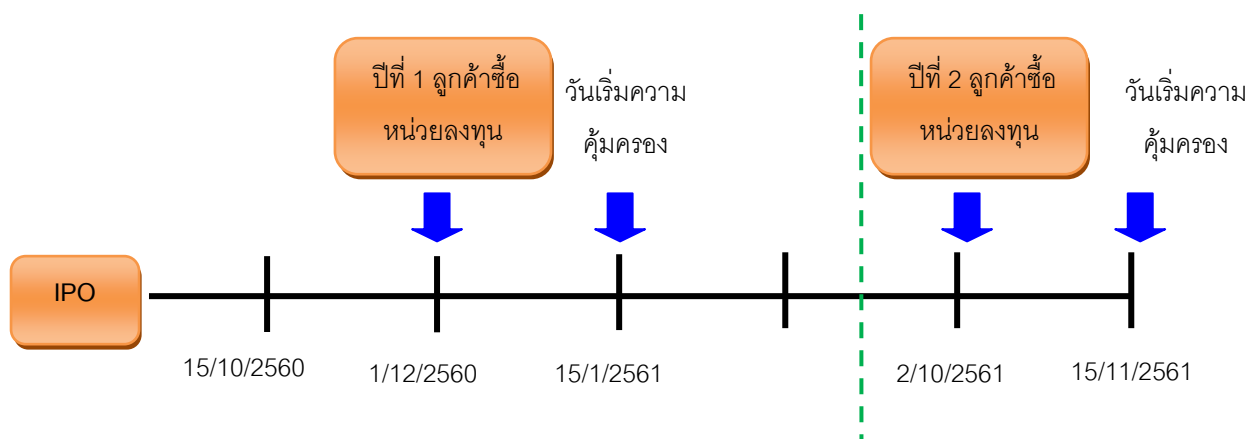 ปีที่ 1 ลูกค้าซื้อ
หน่วยลงทุน
วันเริ่มความ
คุ้มครอง
ปีที่ 2 ลูกค้าซื้อ
หน่วยลงทุน
วันเริ่มความ
คุ้มครอง
IPO
15/10/2560
1/12/2560
15/1/2561
2/10/2561
15/11/2561